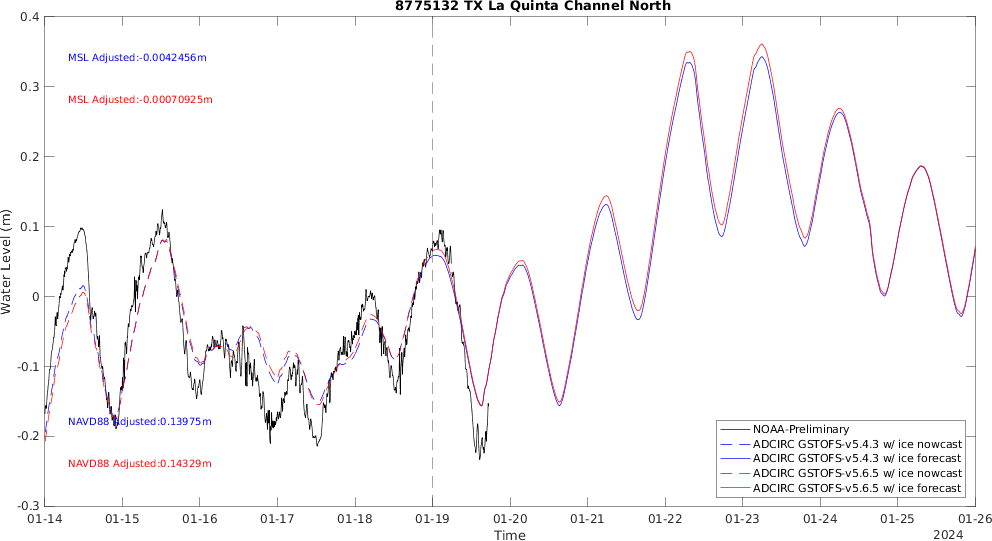 8775132 TX La Quinta Channel North
0.4
0.3
0.2
0.1
0
-0.1
-0.2
-0.3
Water Level (m)
MSL Adjusted:-0.0042456m
MSL Adjusted:-0.00070925m
NAVD88 Adjusted:0.13975m
NAVD88 Adjusted:0.14329m
NOAA-Preliminary
ADCIRC GSTOFS-v5.4.3 w/ ice nowcast
ADCIRC GSTOFS-v5.4.3 w/ ice forecast
ADCIRC GSTOFS-v5.6.5 w/ ice nowcast
ADCIRC GSTOFS-v5.6.5 w/ ice forecast
01-14 01-15 01-16 01-17 01-18 01-19 01-20 01-21 01-22 01-23 01-24 01-25 01-26
Time
2024